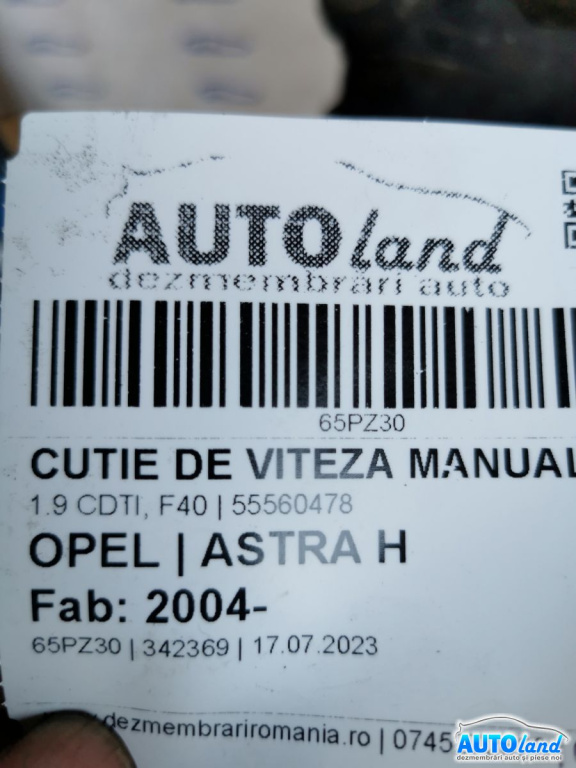 AUTOland
dezmembrari auto
65PZ30
CUTIE DE VITEZA MANUAL
1.9 CDTI, F40 | 55560478
OPEL | ASTRA H
Fab: 2004-
65PZ30 | 342369 | 17.07.2023
dezmembrariromania.ro | 0745
AUTOland
dezmembrări auto și piese noi